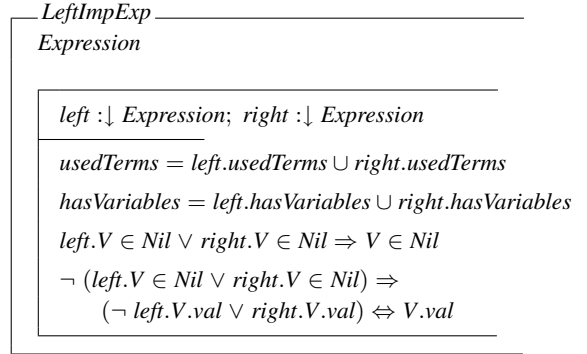 LeftImpExp
Expression
left :↓ Expression; right :↓ Expression
usedTerms = left.usedTerms ∪ right.usedTerms
hasVariables = left.hasVariables ∪ right.hasVariables
left.V ∈ Nil ∨ right.V ∈ Nil ⇒ V ∈ Nil
¬ (left.V ∈ Nil ∨ right.V ∈ Nil) ⇒
(¬ left.V.val ∨ right.V.val) ⇔ V.val